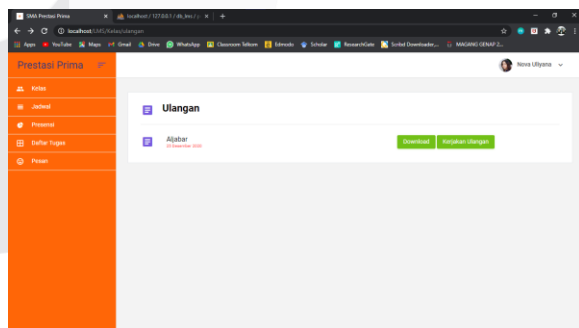 SMA Prestasi Prima
localhost / 127.0.0.1 / db_lms /
localhost/LMS/Kelas/ulangan
Apps YouTube Maps Gmail Drive WhatsApp Classroom Telkom Edmodo Scholar ResearchGate Scribd Downloader,... MAGANG GENAP 2...
Prestasi Prima
Nova Uliyana
Kelas
Jadwal
Presensi
Daftar Tugas
Pesan
Ulangan
Aljabar
Download
Kerjakan Ulangan